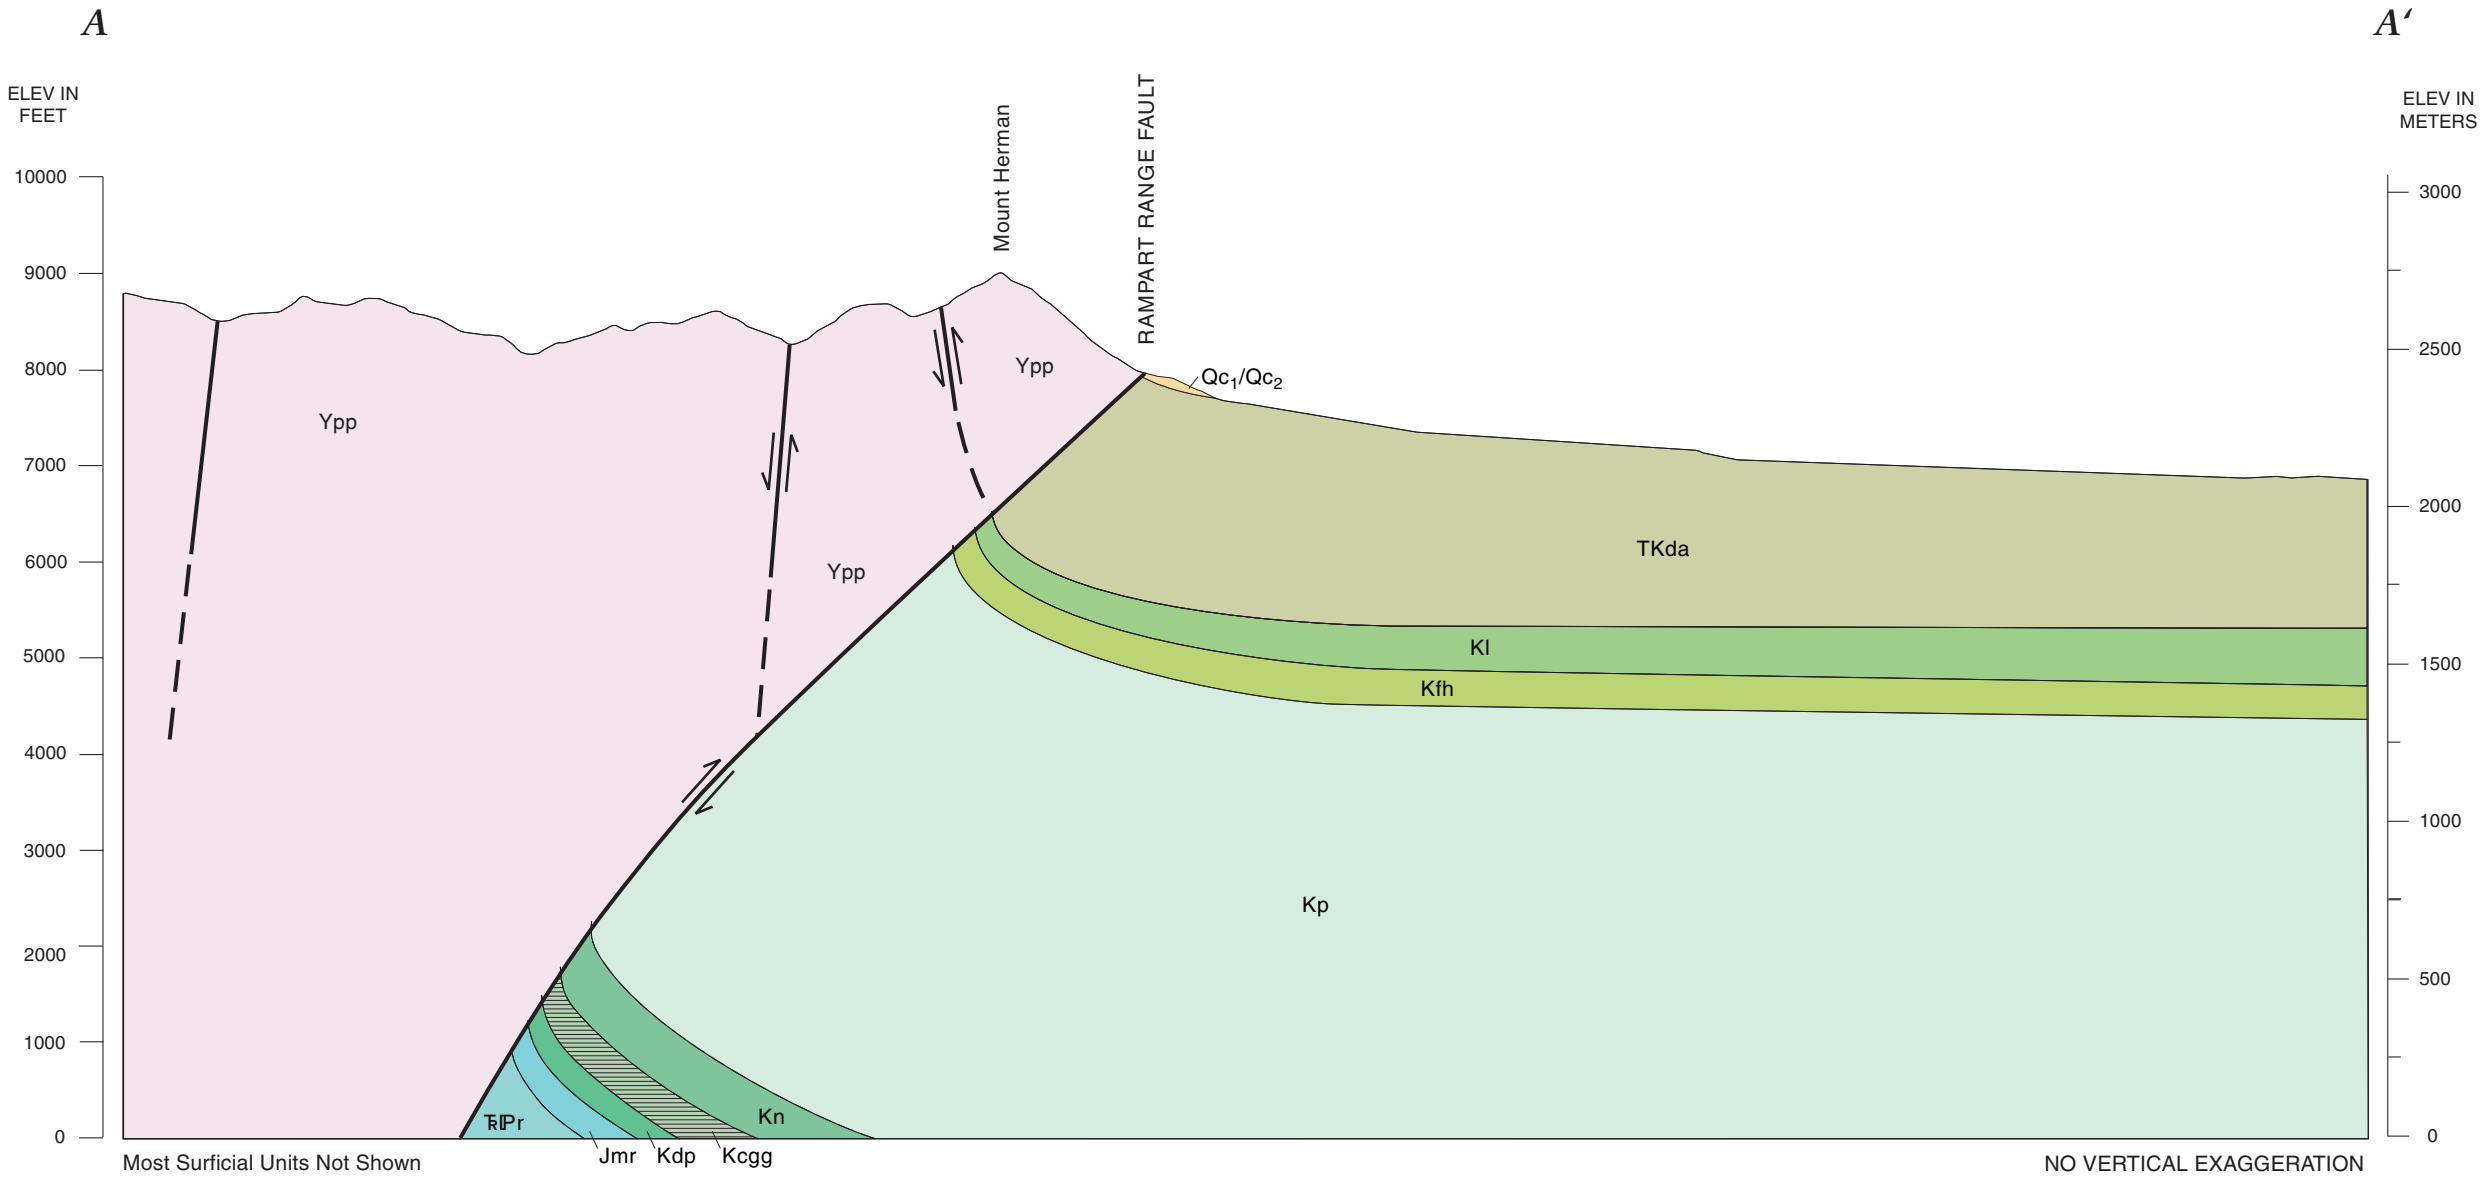 A
A‘
ELEV IN
FEET
ELEV IN
METERS
Mount Herman
RAMPART RANGE FAULT
10000
9000
8000
7000
6000
5000
4000
3000
2000
1000
0
3000
2500
2000
1500
1000
500
0
Ypp
Ypp
Ypp
Qc1/Qc2
TKda
Kl
Kfh
Kp
Kn
Jmr
Kdp
Kcgg
Most Surficial Units Not Shown
NO VERTICAL EXAGGERATION